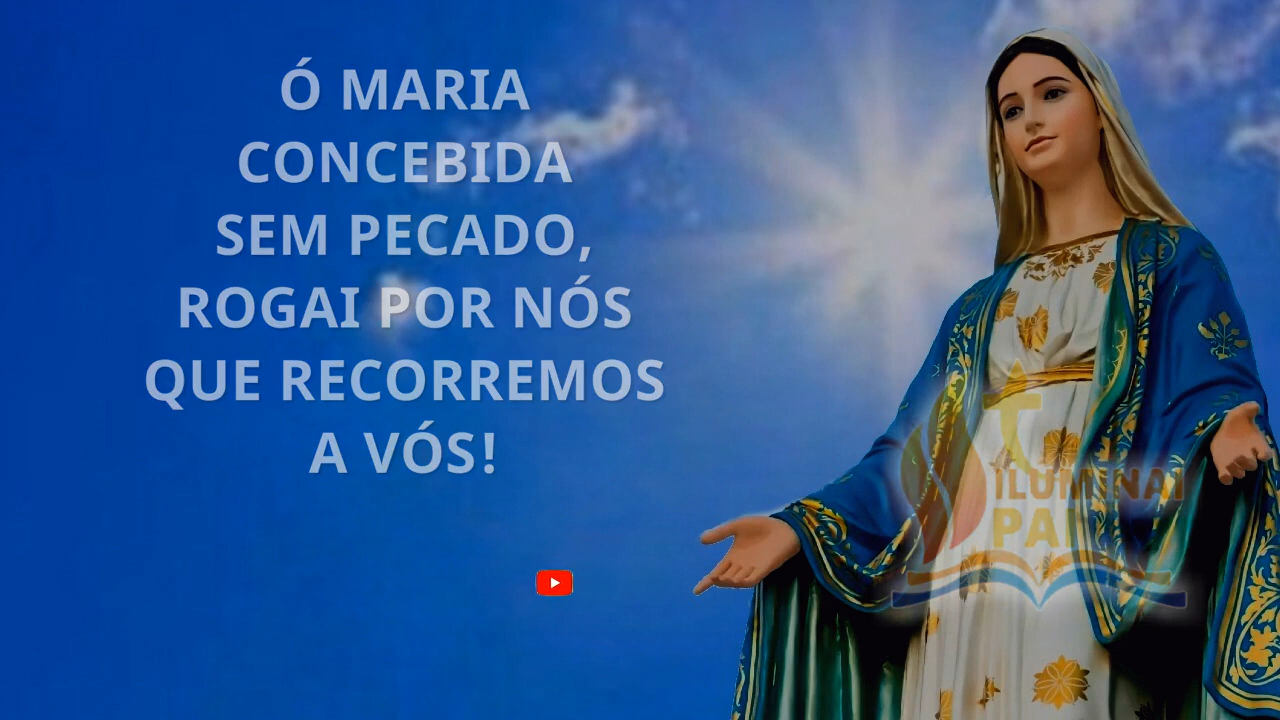 Ó MARIA
CONCEBIDA
SEM PECADO,
ROGAI POR NÓS
QUE RECORREMOS
A VÓS!
ILUMINAI
PAI